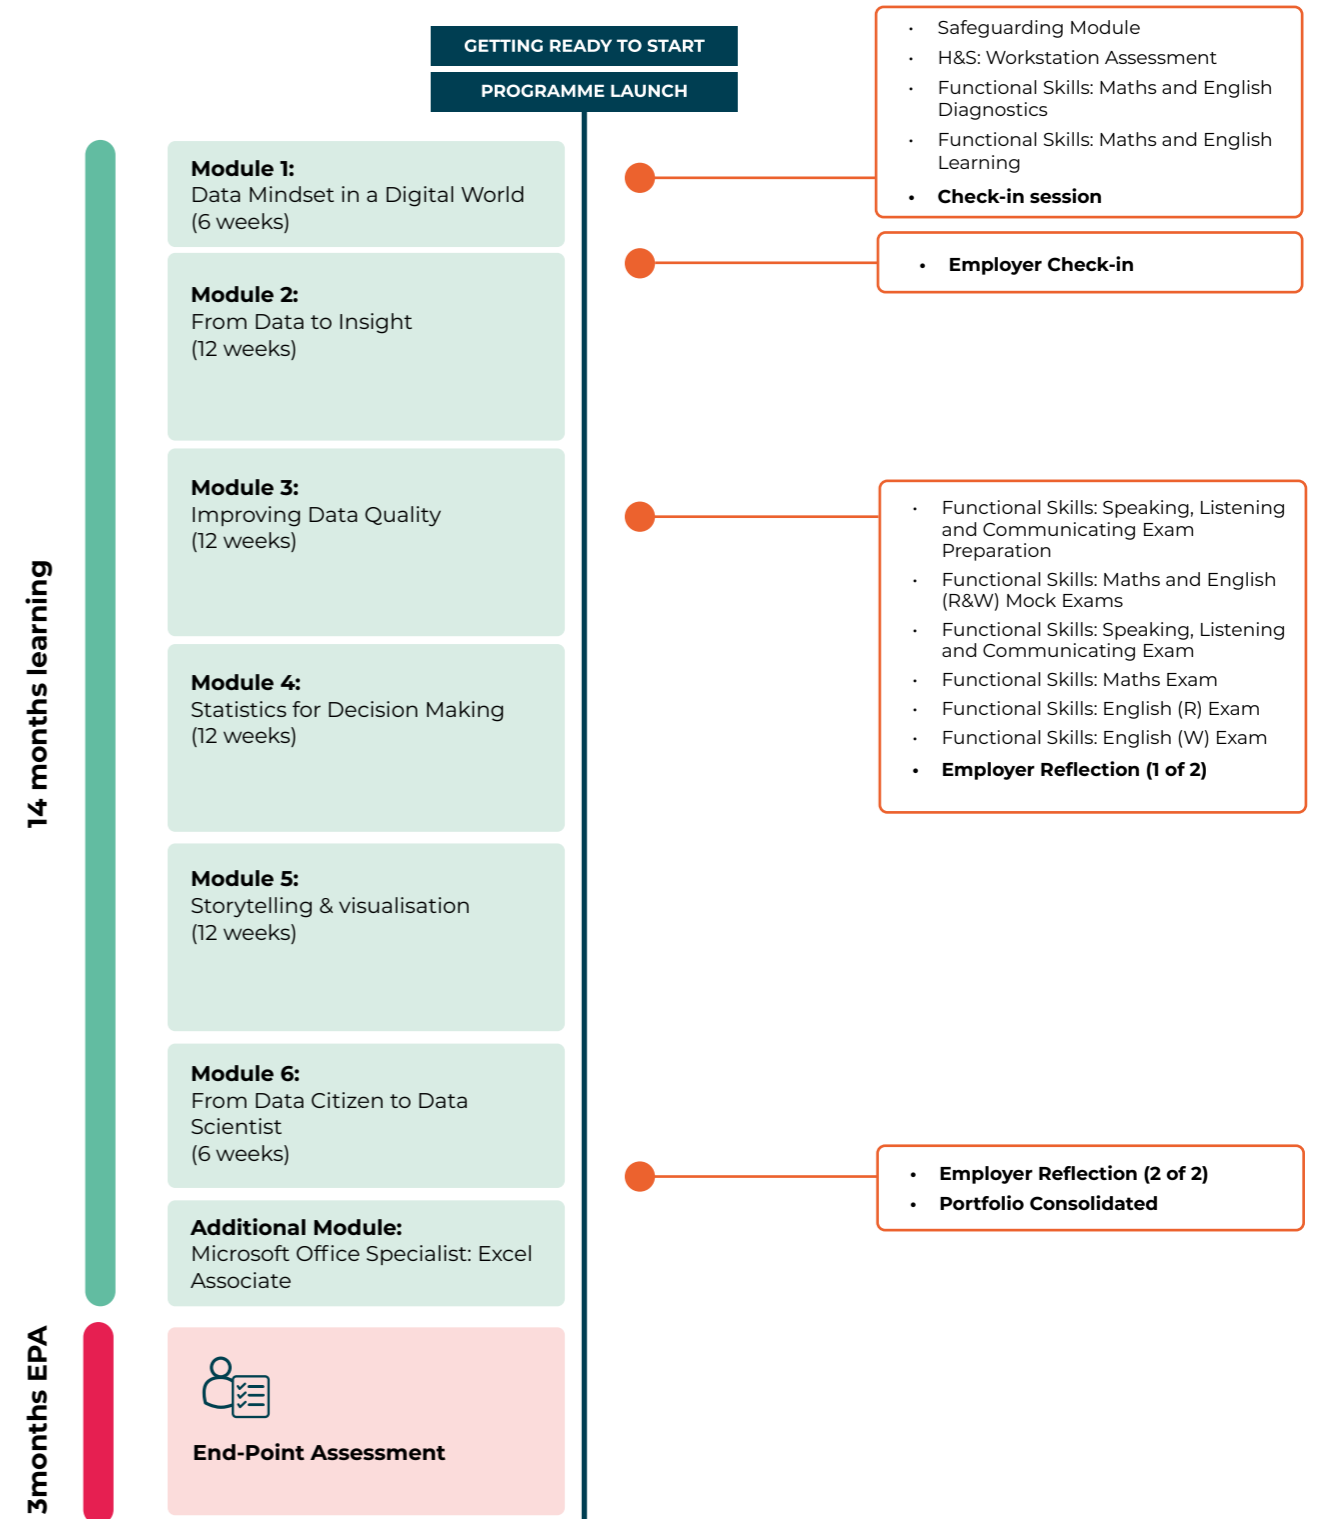 GETTING READY TO START
PROGRAMME LAUNCH
14 months learning
Module 1:
Data Mindset in a Digital World
(6 weeks)
• Safeguarding Module
• H&S: Workstation Assessment
• Functional Skills: Maths and English
Diagnostics
• Functional Skills: Maths and English
Learning
• Check-in session
Module 2:
From Data to Insight
(12 weeks)
• Employer Check-in
Module 3:
Improving Data Quality
(12 weeks)
• Functional Skills: Speaking, Listening
and Communicating Exam
Preparation
• Functional Skills: Maths and English
(R&W) Mock Exams
• Functional Skills: Speaking, Listening
and Communicating Exam
• Functional Skills: Maths Exam
• Functional Skills: English (R) Exam
• Functional Skills: English (W) Exam
• Employer Reflection (1 of 2)
Module 4:
Statistics for Decision Making
(12 weeks)
Module 5:
Storytelling & visualisation
(12 weeks)
Module 6:
From Data Citizen to Data
Scientist
(6 weeks)
• Employer Reflection (2 of 2)
• Portfolio Consolidated
Additional Module:
Microsoft Office Specialist: Excel
Associate
3months EPA
End-Point Assessment